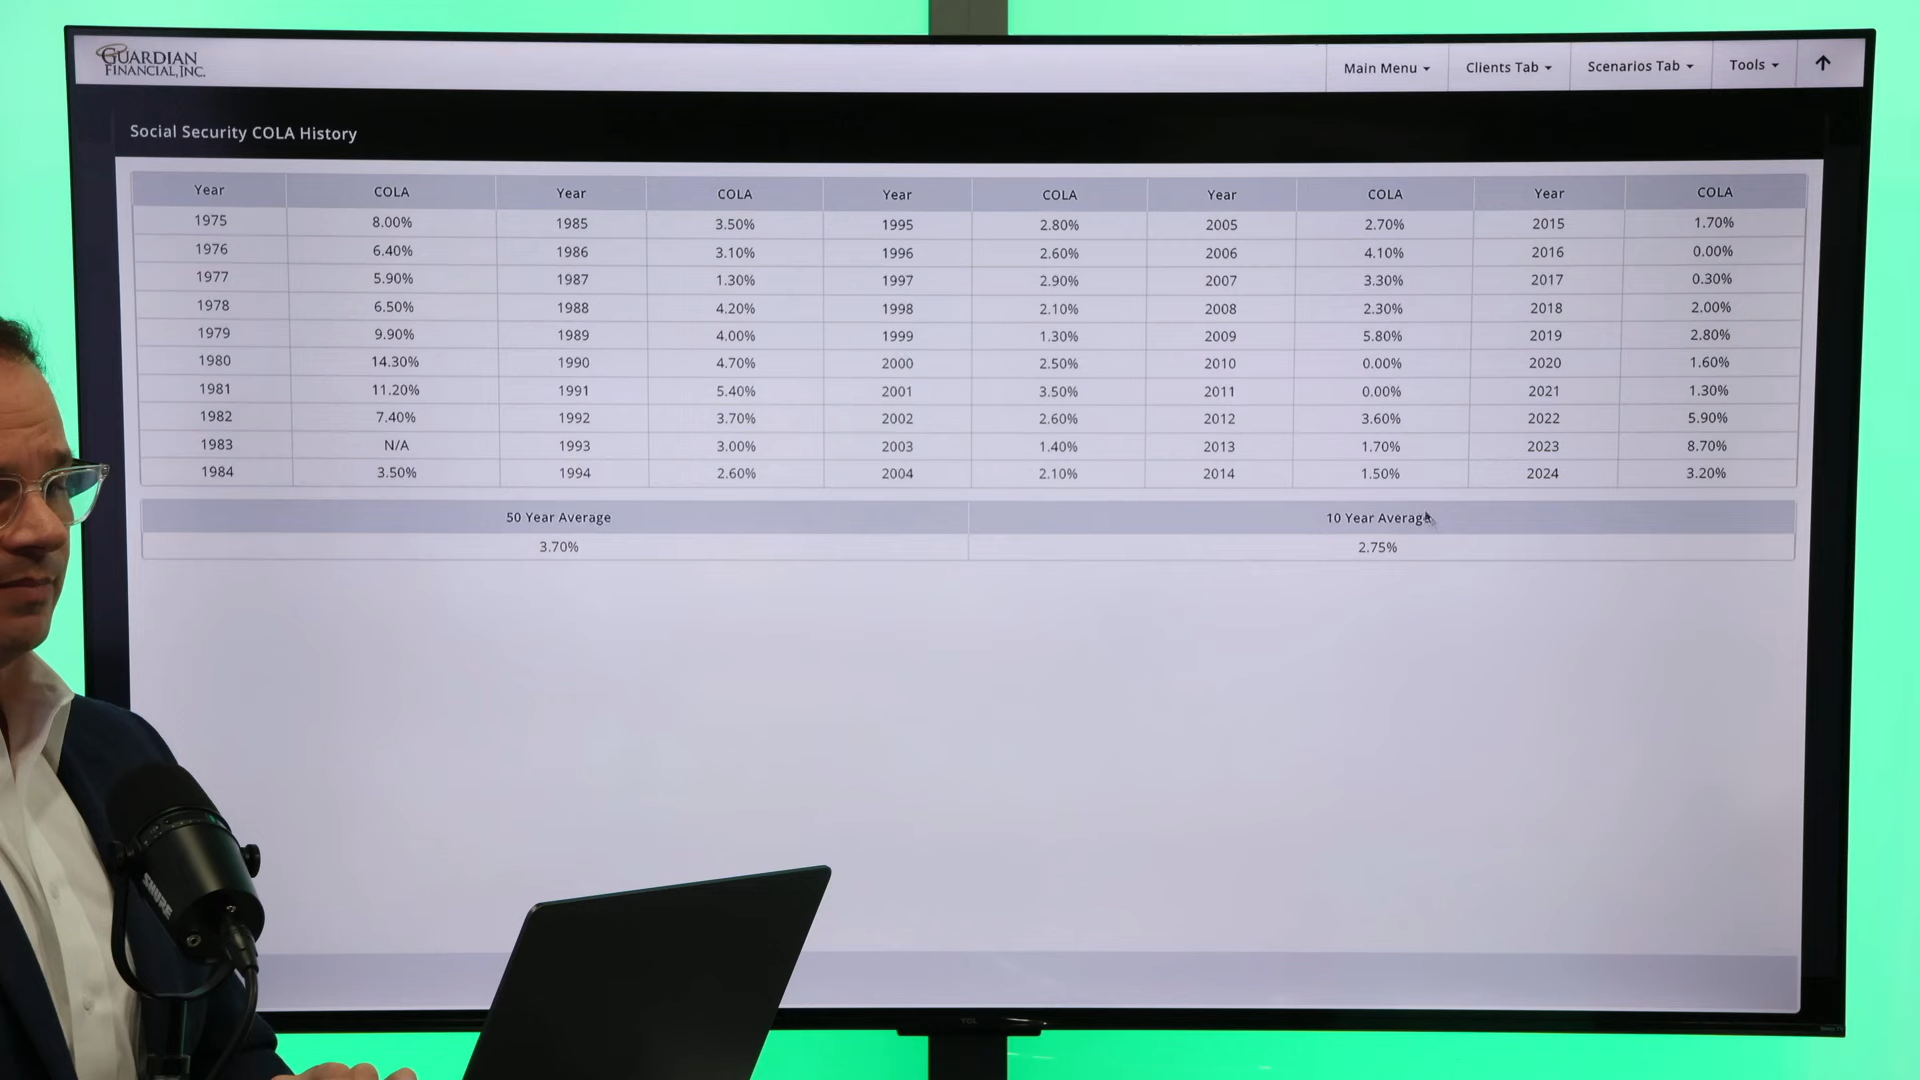 GUARDIAN
FINANCIAL, INC.
Main Menu Clients Tab Scenarios Tab Tools
Social Security COLA History
Year COLA Year COLA Year COLA Year COLA Year COLA
1975 8.00% 1985 3.50% 1995 2.80% 2005 2.70% 2015 1.70%
1976 6.40% 1986 3.10% 1996 2.60% 2006 4.10% 2016 0.00%
1977 5.90% 1987 1.30% 1997 2.90% 2007 3.30% 2017 0.30%
1978 6.50% 1988 4.20% 1998 2.10% 2008 2.30% 2018 2.00%
1979 9.90% 1989 4.00% 1999 1.30% 2009 5.80% 2019 2.80%
1980 14.30% 1990 4.70% 2000 2.50% 2010 0.00% 2020 1.60%
1981 11.20% 1991 5.40% 2001 3.50% 2011 0.00% 2021 1.30%
1982 7.40% 1992 3.70% 2002 2.60% 2012 3.60% 2022 5.90%
1983 N/A 1993 3.00% 2003 1.40% 2013 1.70% 2023 8.70%
1984 3.50% 1994 2.60% 2004 2.10% 2014 1.50% 2024 3.20%
50 Year Average 10 Year Average
3.70% 2.75%
SHURE
TCL